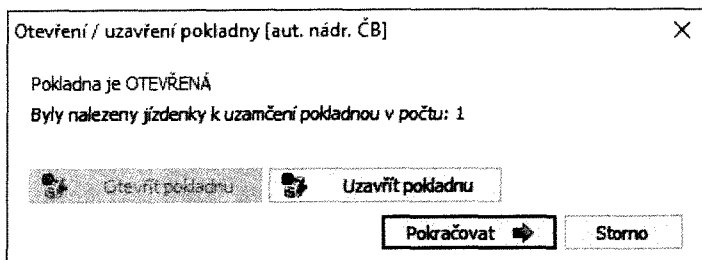 Otevření / uzavření pokladny [aut. nádr. ČB]
Pokladna je OTEVŘENÁ
Byly nalezeny jízdenky k uzamčení pokladnou v počtu: 1
Otevřít pokladnu
Uzavřít pokladnu
Pokračovat
Storno